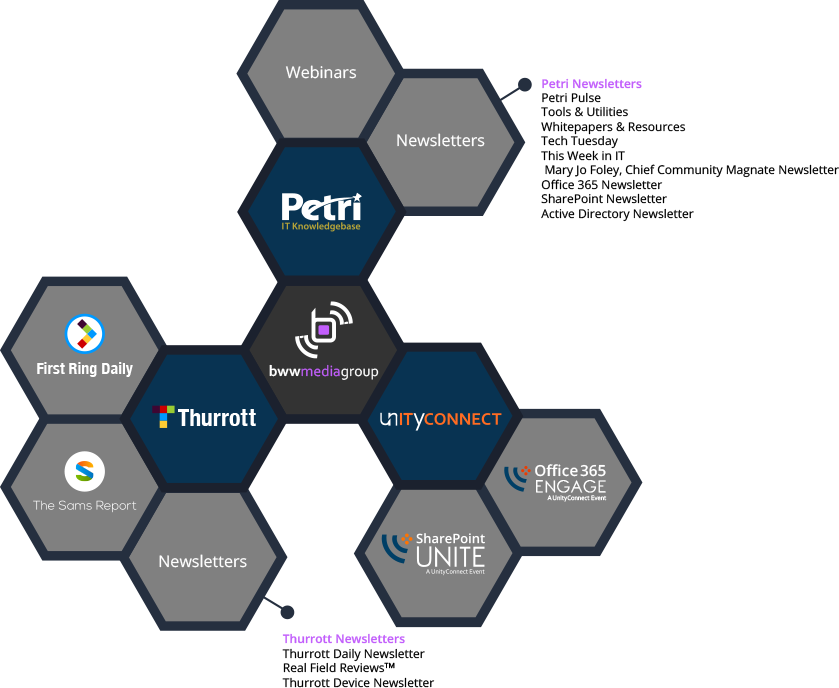 Webinars
Newsletters
Petri Newsletters
Petri Pulse
Tools & Utilities
Whitepapers & Resources
Tech Tuesday
This Week in IT
Mary Jo Foley, Chief Community Magnate Newsletter
Office 365 Newsletter
SharePoint Newsletter
Active Directory Newsletter
Petri
IT Knowledgebase
bwwmediagroup
First Ring Daily
Thurrott
The Sams Report
Newsletters
UNITYCONNECT
Office 365
ENGAGE
A UnityConnect Event
SharePoint
UNITE
A UnityConnect Event
Thurrott Newsletters
Thurrott Daily Newsletter
Real Field Reviews™
Thurrott Device Newsletter